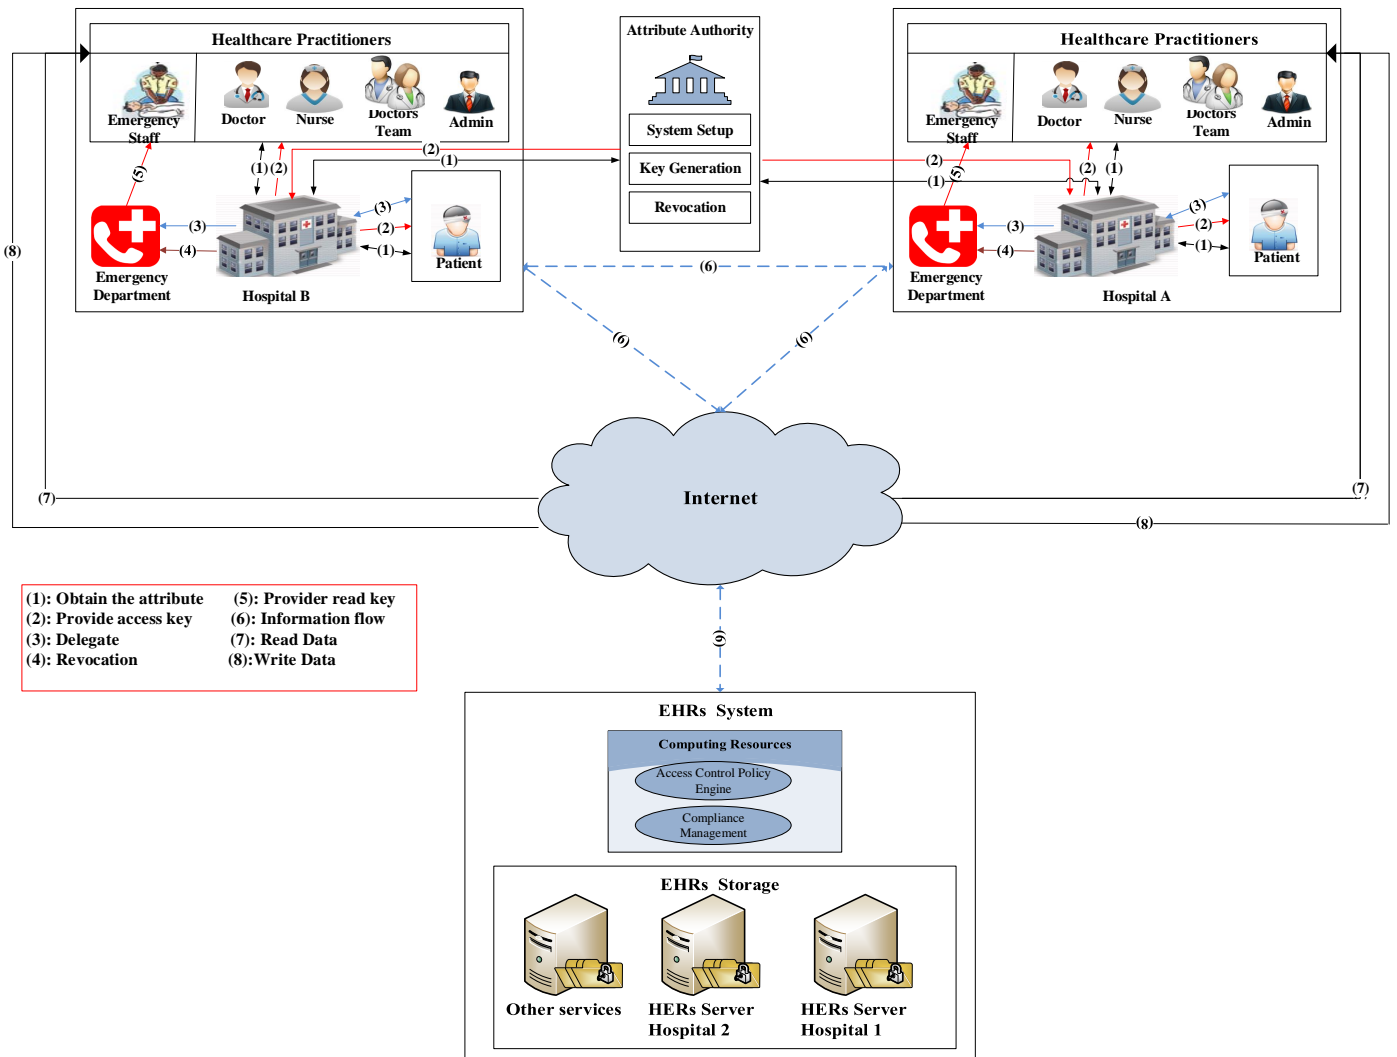 Healthcare Practitioners
Emergency
Staff
Doctor
Nurse
Doctors
Team
Admin
(5)
(1)
(2)
(3)
(4)
(3)
(2)
(1)
Emergency
Department
Hospital B
Patient
Attribute Authority
System Setup
Key Generation
Revocation
(2)
(1)
(2)
(1)
Healthcare Practitioners
Emergency
Staff
Doctor
Nurse
Doctors
Team
Admin
(5)
(2)
(1)
(3)
(4)
(3)
(2)
(1)
Emergency
Department
Hospital A
Patient
(8)
(6)
(6)
(6)
(7)
Internet
(7)
(8)
(1): Obtain the attribute (5): Provider read key
(2): Provide access key (6): Information flow
(3): Delegate (7): Read Data
(4): Revocation (8):Write Data
(6)
EHRs System
Computing Resources
Access Control Policy
Engine
Compliance
Management
EHRs Storage
Other services
HERs Server
Hospital 2
HERs Server
Hospital 1